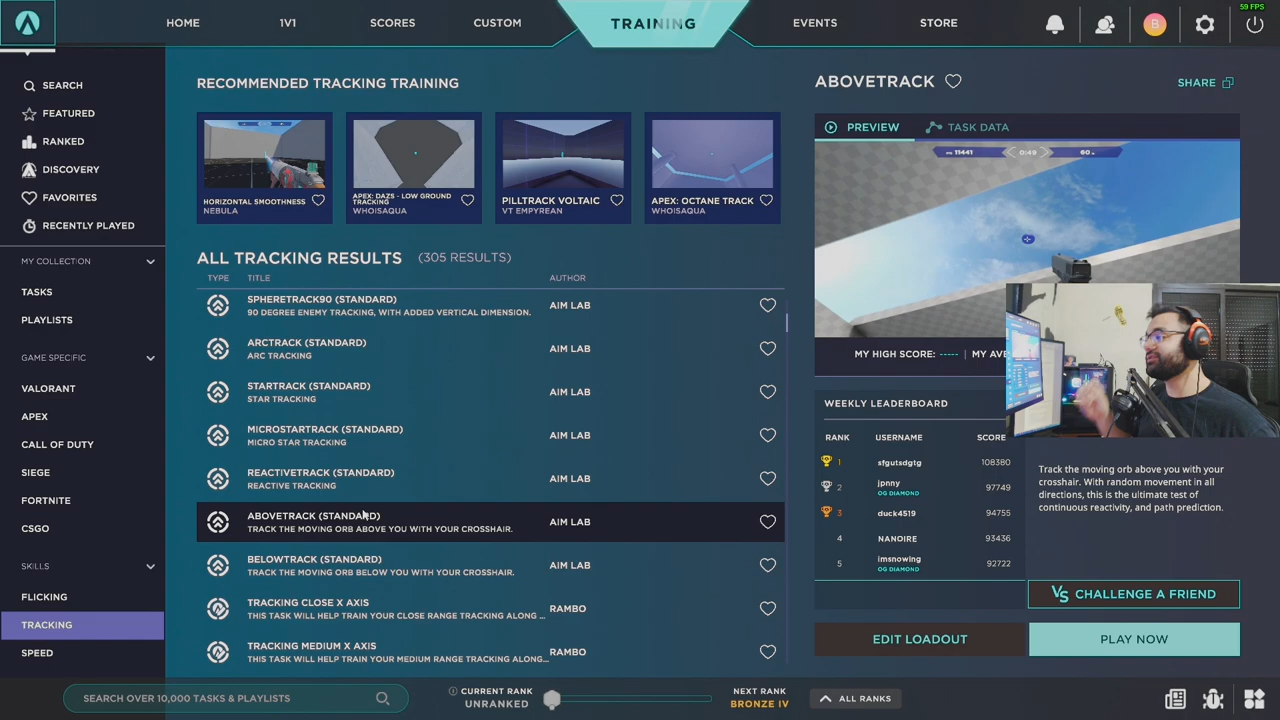 59 FPS
HOME
1V1
SCORES
CUSTOM
TRAINING
EVENTS
STORE
B
SEARCH
FEATURED
RANKED
DISCOVERY
FAVORITES
RECENTLY PLAYED
MY COLLECTION
TASKS
PLAYLISTS
GAME SPECIFIC
VALORANT
APEX
CALL OF DUTY
SIEGE
FORTNITE
CSGO
SKILLS
FLICKING
TRACKING
SPEED
RECOMMENDED TRACKING TRAINING
HORIZONTAL SMOOTHNESS
NEBULA
APEX: DAZS - LOW GROUND
TRACKING
WHOISAQUA
PILLTRACK VOLTAIC
VT EMPYREAN
APEX: OCTANE TRACK
WHOISAQUA
ALL TRACKING RESULTS (305 RESULTS)
TYPE TITLE AUTHOR
SPHERETRACK90 (STANDARD)
90 DEGREE ENEMY TRACKING, WITH ADDED VERTICAL DIMENSION.
AIM LAB
ARCTRACK (STANDARD)
ARC TRACKING
AIM LAB
STARTRACK (STANDARD)
STAR TRACKING
AIM LAB
MICROSTARTRACK (STANDARD)
MICRO STAR TRACKING
AIM LAB
REACTIVETRACK (STANDARD)
REACTIVE TRACKING
AIM LAB
ABOVETRACK (STANDARD)
TRACK THE MOVING ORB ABOVE YOU WITH YOUR CROSSHAIR.
AIM LAB
BELOWTRACK (STANDARD)
TRACK THE MOVING ORB BELOW YOU WITH YOUR CROSSHAIR.
AIM LAB
TRACKING CLOSE X AXIS
THIS TASK WILL HELP TRAIN YOUR CLOSE RANGE TRACKING ALONG ...
RAMBO
TRACKING MEDIUM X AXIS
THIS TASK WILL HELP TRAIN YOUR MEDIUM RANGE TRACKING ALONG...
RAMBO
ABOVETRACK
SHARE
PREVIEW
TASK DATA
11441 0:49 60
MY HIGH SCORE: ----- | MY AVE
WEEKLY LEADERBOARD
RANK USERNAME SCORE
1 sfgutsdgtg 108380
2 jpnny 97749
OG DIAMOND
3 duck4519 94755
4 NANOIRE 93436
5 imsnowing 92722
OG DIAMOND
Track the moving orb above you with your
crosshair. With random movement in all
directions, this is the ultimate test of
continuous reactivity, and path prediction.
VS CHALLENGE A FRIEND
EDIT LOADOUT
PLAY NOW
SEARCH OVER 10,000 TASKS & PLAYLISTS
CURRENT RANK
UNRANKED
NEXT RANK
BRONZE IV
ALL RANKS